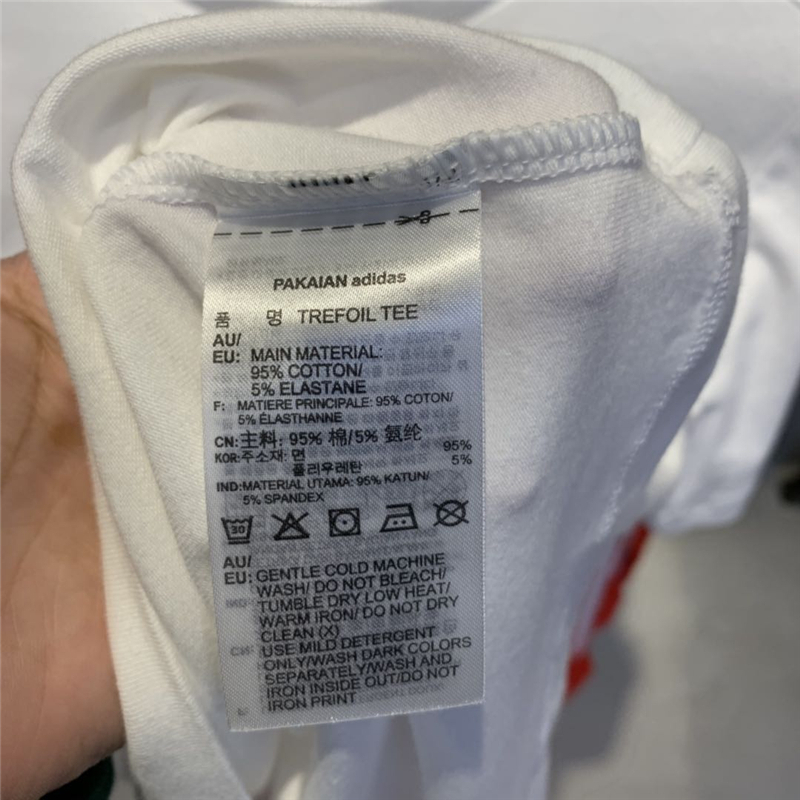 PAKAIAN adidas
품 명 TREFOIL TEE
AU/
EU: MAIN MATERIAL:
95% COTTON/
5% ELASTANE
F: MATIERE PRINCIPALE: 95% COTON/
5% ÉLASTHANNE
CN:主料: 95% 棉/5% 氨纶
KOR:주소재: 면 95%
폴리우레탄 5%
IND:MATERIAL UTAMA: 95% KATUN/
5% SPANDEX
30
AU/
EU: GENTLE COLD MACHINE
WASH/ DO NOT BLEACH/
TUMBLE DRY LOW HEAT/
WARM IRON/ DO NOT DRY
CLEAN (X)
USE MILD DETERGENT
ONLY/WASH DARK COLORS
SEPARATELY/WASH AND
IRON INSIDE OUT/DO NOT
IRON PRINT